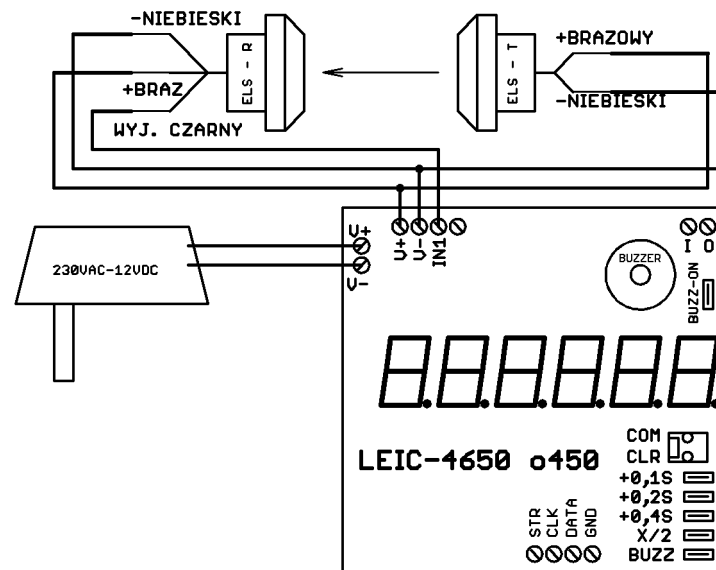 -NIEBIESKI
+BRAZ
WYJ. CZARNY
ELS - R
ELS - T
+BRAZOWY
-NIEBIESKI
230VAC-12VDC
V+
V-
V+
V-
IN1
I O
BUZZER
BUZZ-ON
LEIC-4650 o450
COM
CLR
+0,1S
+0,2S
+0,4S
X/2
BUZZ
STR
CLK
DATA
GND